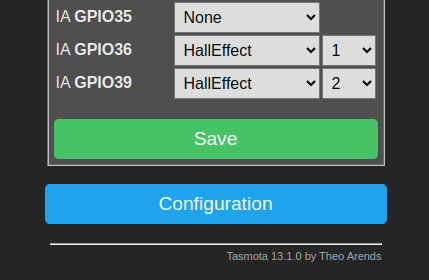 IA GPIO35 None
IA GPIO36 HallEffect 1
IA GPIO39 HallEffect 2
Save
Configuration
Tasmota 13.1.0 by Theo Arends